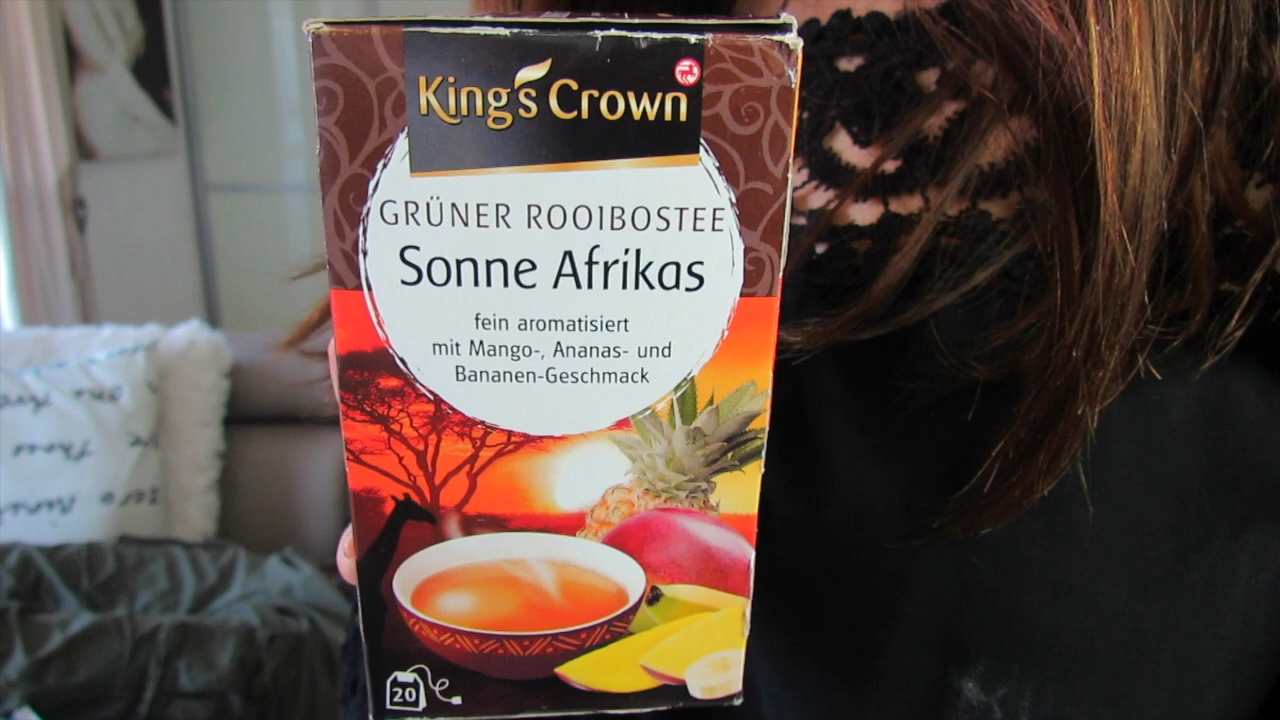 King's Crown
GRÜNER ROOIBOSTEE
Sonne Afrikas
fein aromatisiert
mit Mango-, Ananas- und
Bananen-Geschmack
20